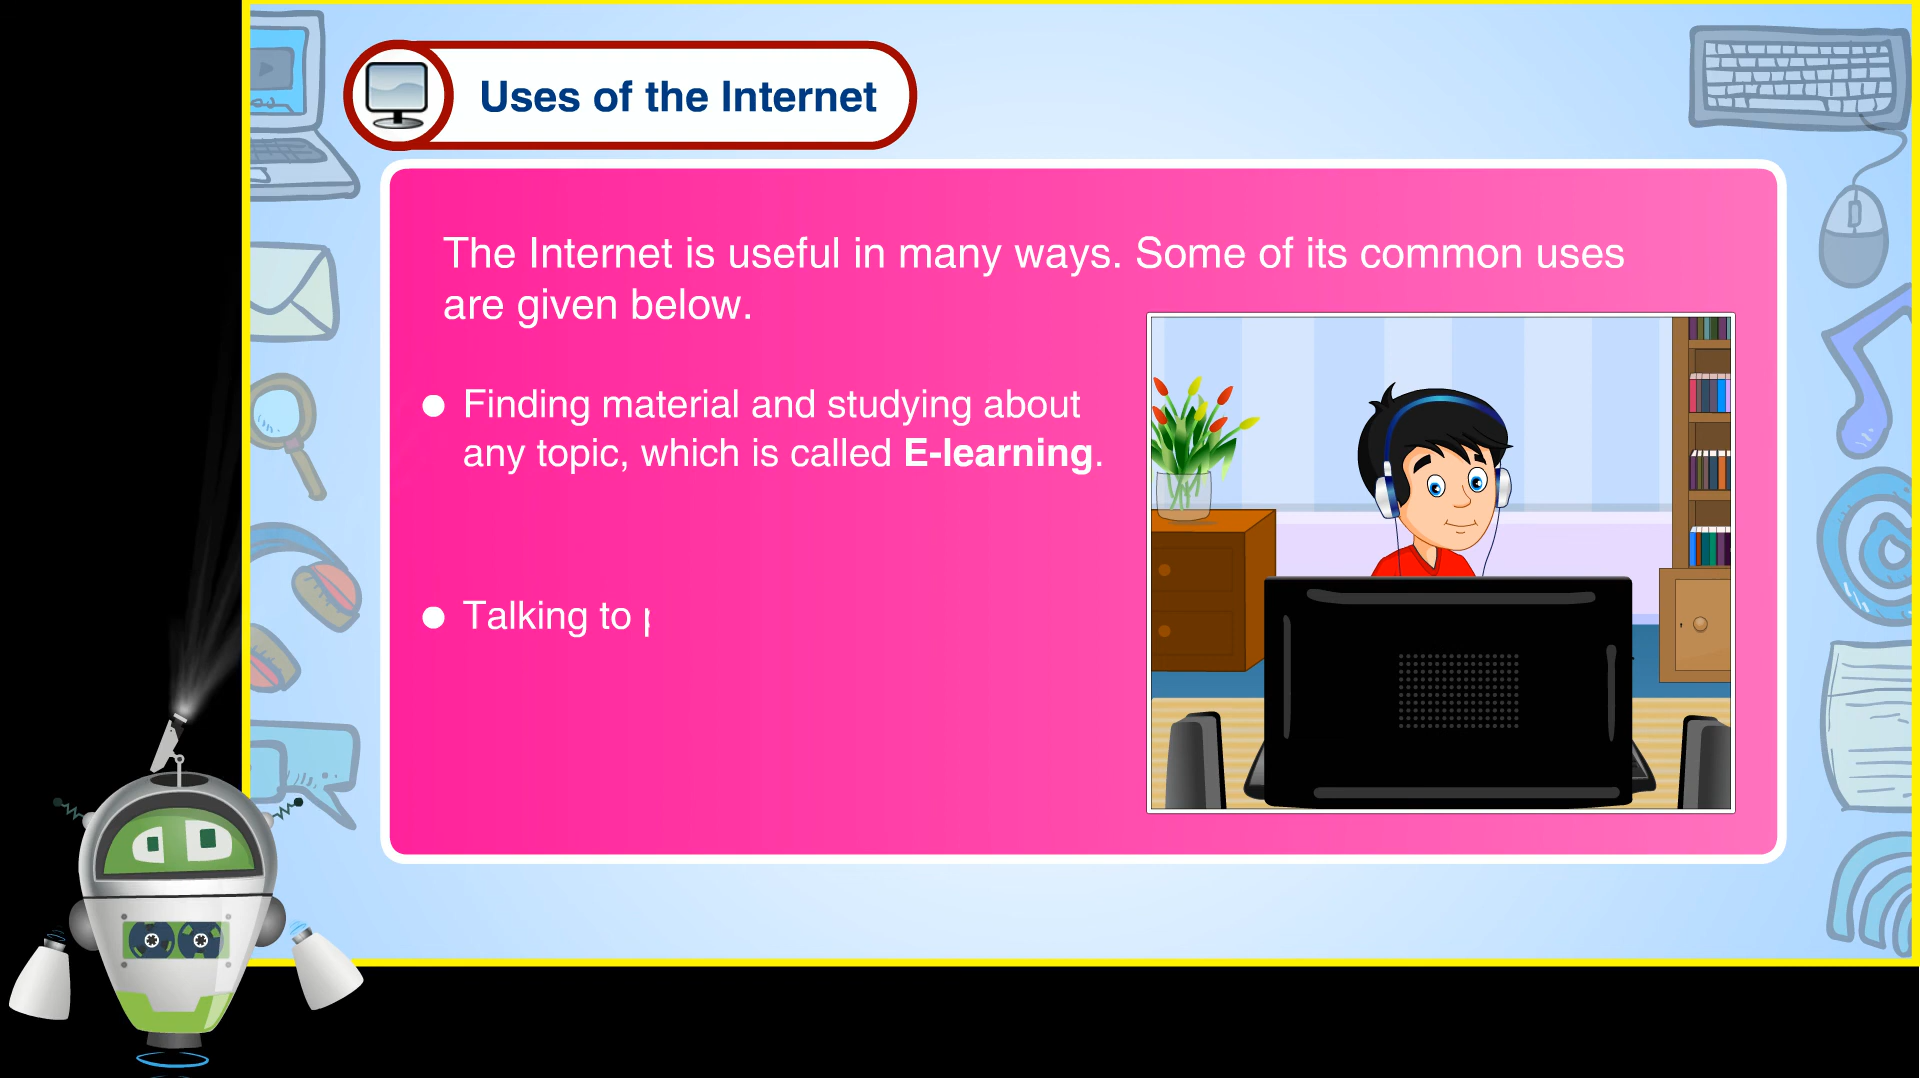 Uses of the Internet
The Internet is useful in many ways. Some of its common uses
are given below.
● Finding material and studying about
any topic, which is called E-learning.
● Talking to